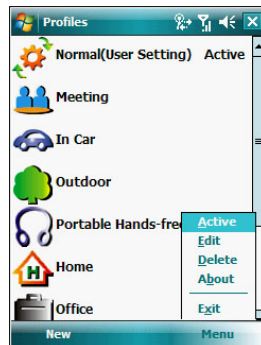 Profiles
Normal(User Setting) Active
Meeting
In Car
Outdoor
Portable Hands-fre
Active
Edit
Delete
About
Exit
Home
H
Office
New Menu